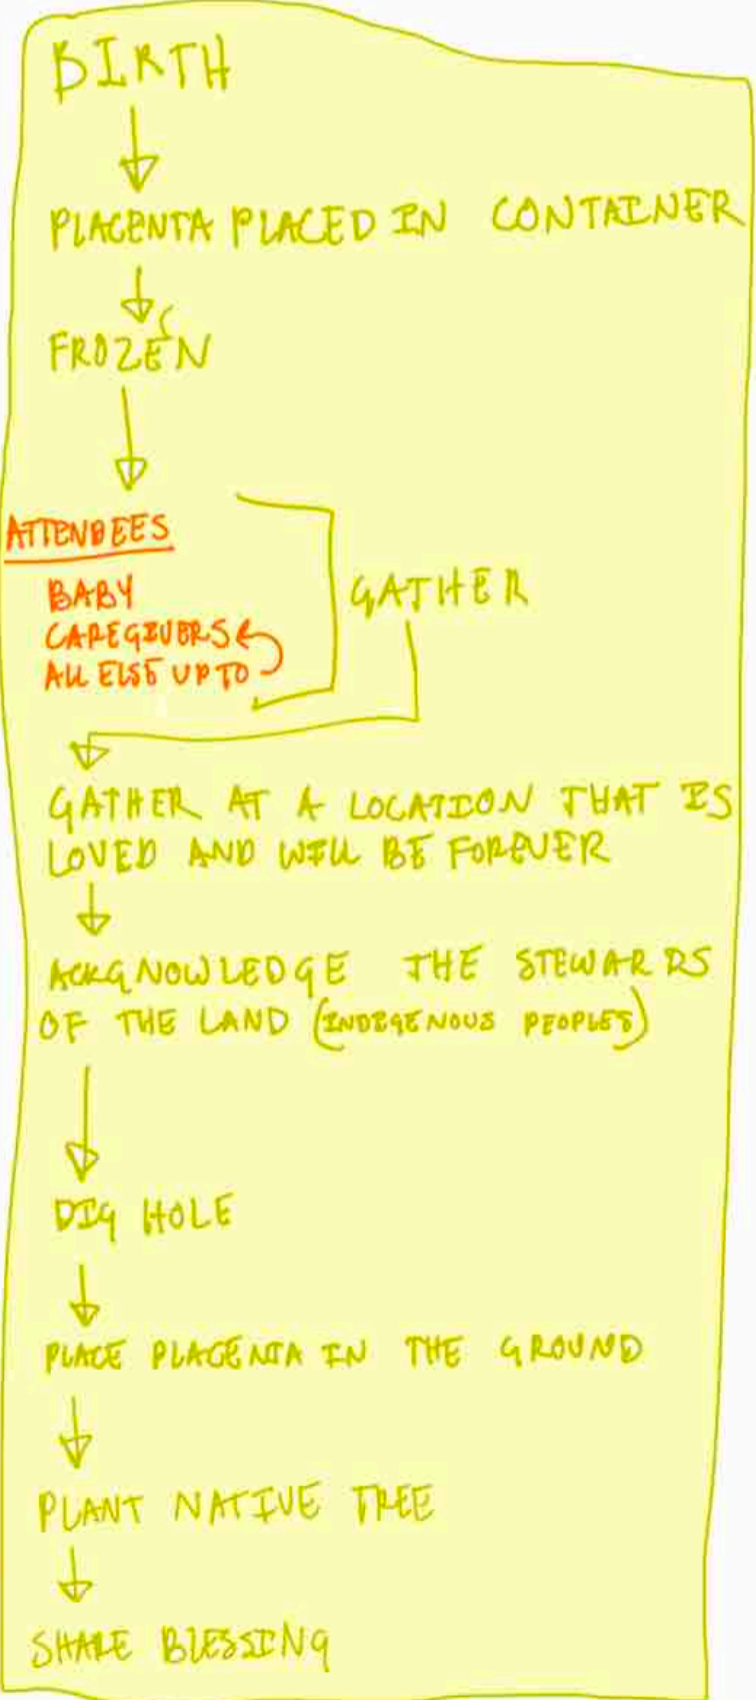 BIRTH
PLACENTA PLACED IN CONTAINER
FROZEN
ATTENDEES
BABY
CAREGIVERS
ALL ELSE UP TO
GATHER
GATHER AT A LOCATION THAT IS
LOVED AND WILL BE FOREVER
ACKGNOWLEDGE THE STEWARDS
OF THE LAND (INDIGENOUS PEOPLES)
DIG HOLE
PLACE PLACENTA IN THE GROUND
PLANT NATIVE TREE
SHARE BLESSING